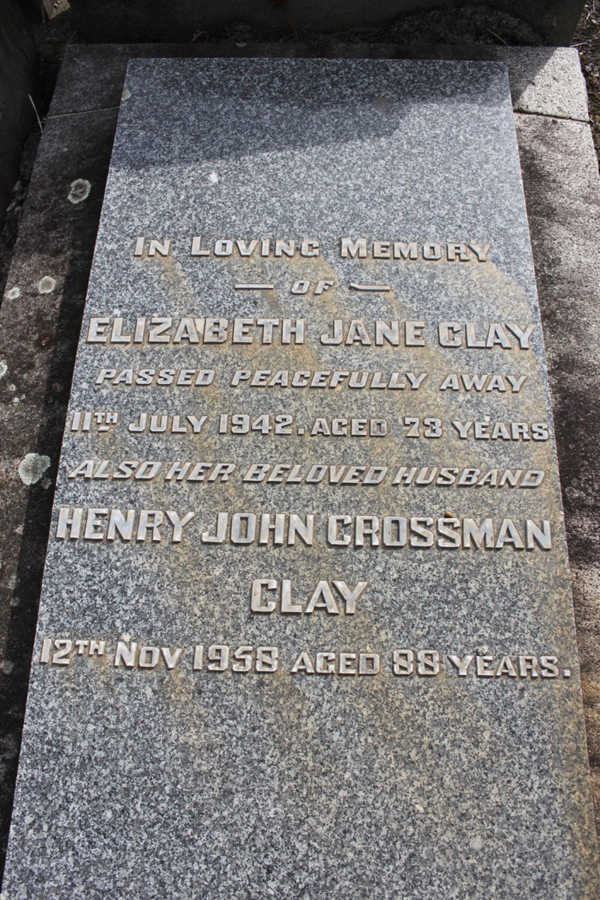 IN LOVING MEMORY
— OF —
ELIZABETH JANE CLAY
PASSED PEACEFULLY AWAY
11TH JULY 1942. AGED 73 YEARS
ALSO HER BELOVED HUSBAND
HENRY JOHN CROSSMAN
CLAY
12TH NOV 1958 AGED 88 YEARS.